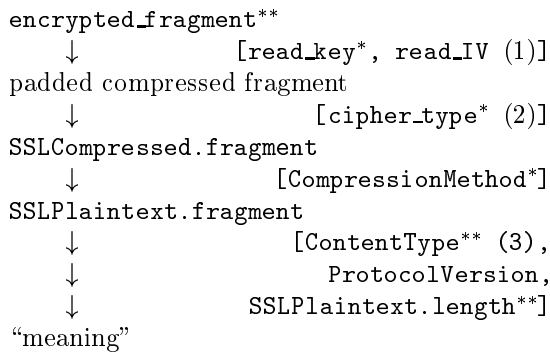 encrypted_fragment**
↓ [read_key*, read_IV (1)]
padded compressed fragment
↓ [cipher_type* (2)]
SSLCompressed.fragment
↓ [CompressionMethod*]
SSLPlaintext.fragment
↓ [ContentType** (3),
↓ ProtocolVersion,
↓ SSLPlaintext.length**]
“meaning”